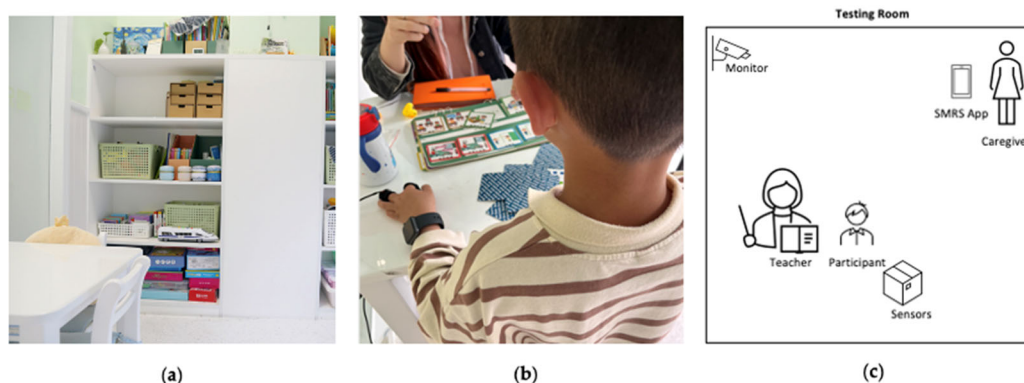 Testing Room
Monitor
SMRS App
Caregive
Teacher
Participant
Sensors
(a)
(b)
(c)